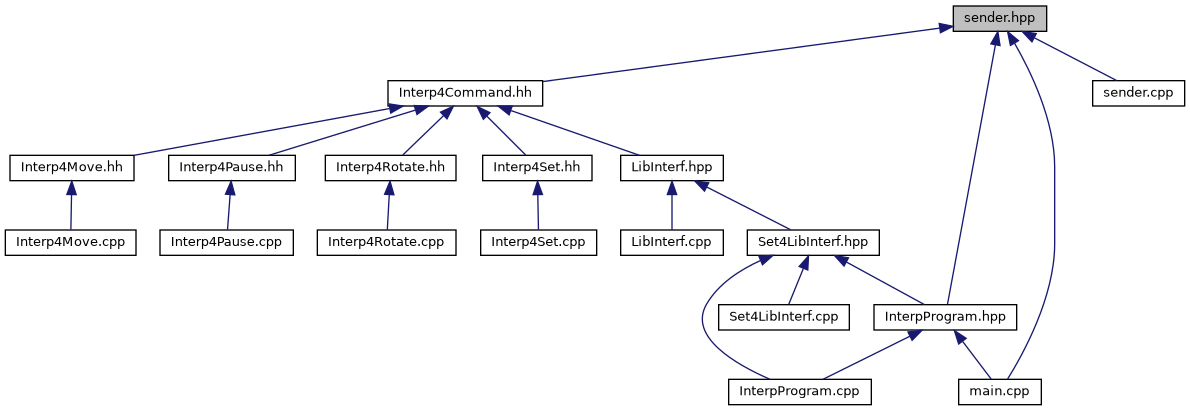 sender.hpp
Interp4Command.hh
sender.cpp
Interp4Move.hh
Interp4Pause.hh
Interp4Rotate.hh
Interp4Set.hh
LibInterf.hpp
Interp4Move.cpp
Interp4Pause.cpp
Interp4Rotate.cpp
Interp4Set.cpp
LibInterf.cpp
Set4LibInterf.hpp
Set4LibInterf.cpp
InterpProgram.hpp
InterpProgram.cpp
main.cpp